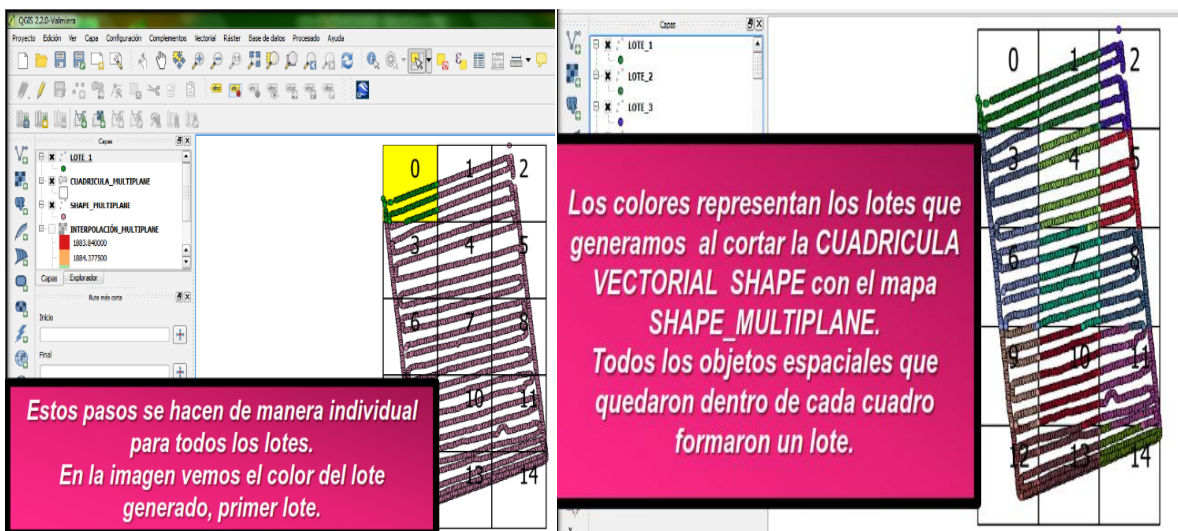 QGIS 2.2.0-Valmiera
Proyecto Edición Ver Capa Configuración Complementos Vectorial Ráster Base de datos Procesado Ayuda
Capas
LOTE_1
CUADRICULA_MULTIPLANE
SHAPE_MULTIPLANE
INTERPOLACIÓN_MULTIPLANE
1883.840000
1884.377500
Capas Explorador
Ruta más corta
Inicio
Final
0 1 2
3 4 5
6 7 8
10 11
13 14
Estos pasos se hacen de manera individual
para todos los lotes.
En la imagen vemos el color del lote
generado, primer lote.
Capas
LOTE_1
LOTE_2
LOTE_3
0 1 2
3 4 5
6 7 8
9 10 11
12 13 14
Los colores representan los lotes que
generamos al cortar la CUADRICULA
VECTORIAL SHAPE con el mapa
SHAPE_MULTIPLANE.
Todos los objetos espaciales que
quedaron dentro de cada cuadro
formaron un lote.